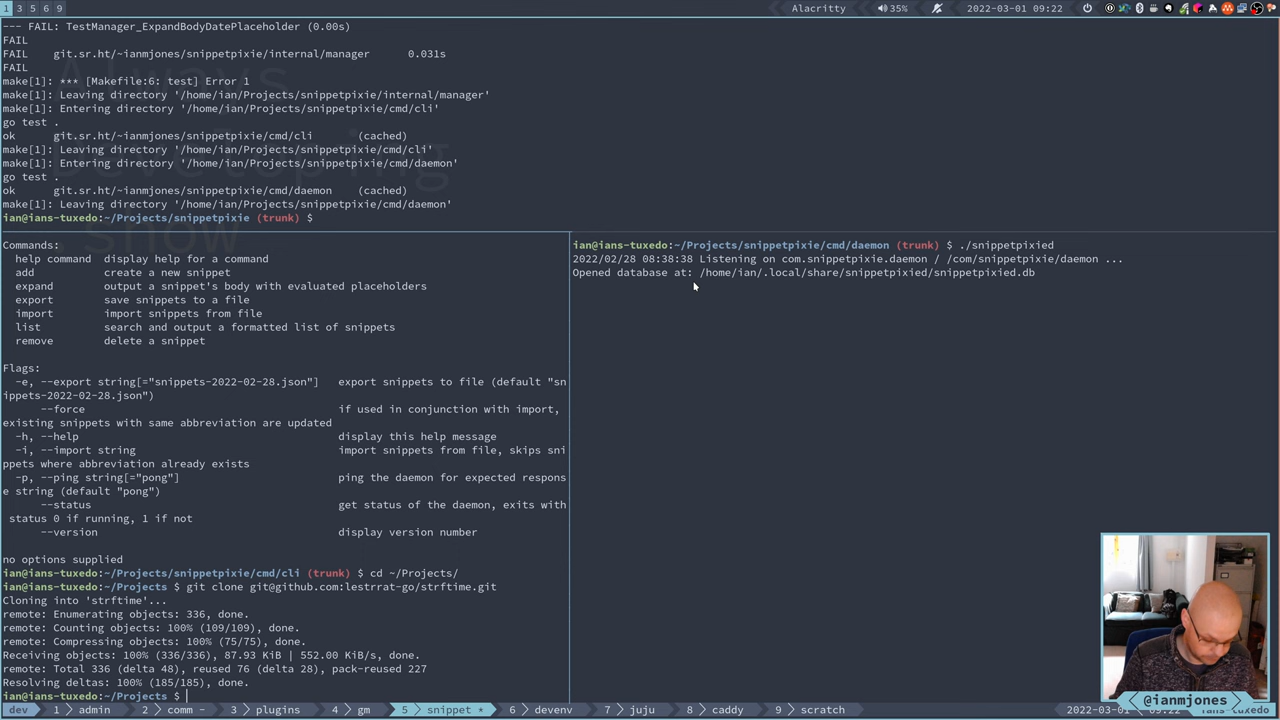 1 3 5 6 9
Alacritty
35%
2022-03-01 09:22
--- FAIL: TestManager_ExpandBodyDatePlaceholder (0.00s)
FAIL
FAIL    git.sr.ht/~ianmjones/snippetpixie/internal/manager      0.031s
FAIL
make[1]: *** [Makefile:6: test] Error 1
make[1]: Leaving directory '/home/ian/Projects/snippetpixie/internal/manager'
make[1]: Entering directory '/home/ian/Projects/snippetpixie/cmd/cli'
go test .
ok      git.sr.ht/~ianmjones/snippetpixie/cmd/cli       (cached)
make[1]: Leaving directory '/home/ian/Projects/snippetpixie/cmd/cli'
make[1]: Entering directory '/home/ian/Projects/snippetpixie/cmd/daemon'
go test .
ok      git.sr.ht/~ianmjones/snippetpixie/cmd/daemon    (cached)
make[1]: Leaving directory '/home/ian/Projects/snippetpixie/cmd/daemon'
ian@ians-tuxedo:~/Projects/snippetpixie (trunk) $
Always
snow
Commands:
help command  display help for a command
add           create a new snippet
expand        output a snippet's body with evaluated placeholders
export        save snippets to a file
import        import snippets from file
list          search and output a formatted list of snippets
remove        delete a snippet
Flags:
-e, --export string[="snippets-2022-02-28.json"]   export snippets to file (default "sn
ippets-2022-02-28.json")
--force                                        if used in conjunction with import,
existing snippets with same abbreviation are updated
-h, --help                                         display this help message
-i, --import string                                import snippets from file, skips sni
ppets where abbreviation already exists
-p, --ping string[="pong"]                         ping the daemon for expected respons
e string (default "pong")
--status                                       get status of the daemon, exits with
status 0 if running, 1 if not
--version                                      display version number
no options supplied
ian@ians-tuxedo:~/Projects/snippetpixie/cmd/cli (trunk) $ cd ~/Projects/
ian@ians-tuxedo:~/Projects $ git clone git@github.com:lestrrat-go/strftime.git
Cloning into 'strftime'...
remote: Enumerating objects: 336, done.
remote: Counting objects: 100% (109/109), done.
remote: Compressing objects: 100% (75/75), done.
Receiving objects: 100% (336/336), 87.93 KiB | 552.00 KiB/s, done.
remote: Total 336 (delta 48), reused 76 (delta 28), pack-reused 227
Resolving deltas: 100% (185/185), done.
ian@ians-tuxedo:~/Projects $
ian@ians-tuxedo:~/Projects/snippetpixie/cmd/daemon (trunk) $ ./snippetpixied
2022/02/28 08:38:38 Listening on com.snippetpixie.daemon / /com/snippetpixie/daemon ...
Opened database at: /home/ian/.local/share/snippetpixied/snippetpixied.db
@ianmjones
dev 1 admin 2 comm - 3 plugins 4 gm 5 snippet * 6 devenv 7 juju 8 caddy 9 scratch 2022-03-01